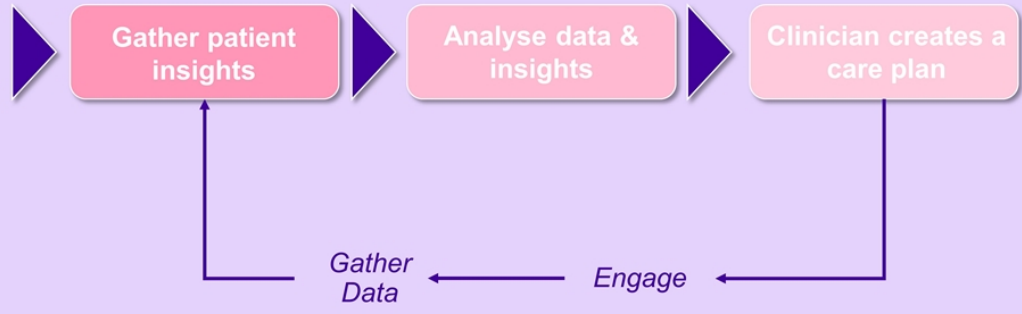 Gather patient
insights
Analyse data &
insights
Clinician creates a
care plan
Gather
Data
Engage